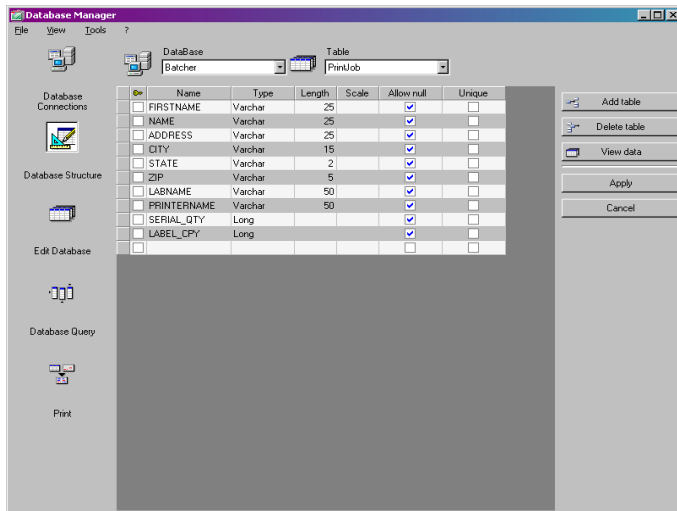 Database Manager
File View Tools ?
DataBase Table
Batcher PrintJob
Database Connections
Database Structure
Edit Database
Database Query
Print
Name Type Length Scale Allow null Unique
FIRSTNAME Varchar 25
NAME Varchar 25
ADDRESS Varchar 25
CITY Varchar 15
STATE Varchar 2
ZIP Varchar 5
LABNAME Varchar 50
PRINTERNAME Varchar 50
SERIAL_QTY Long
LABEL_CPY Long
Add table
Delete table
View data
Apply
Cancel